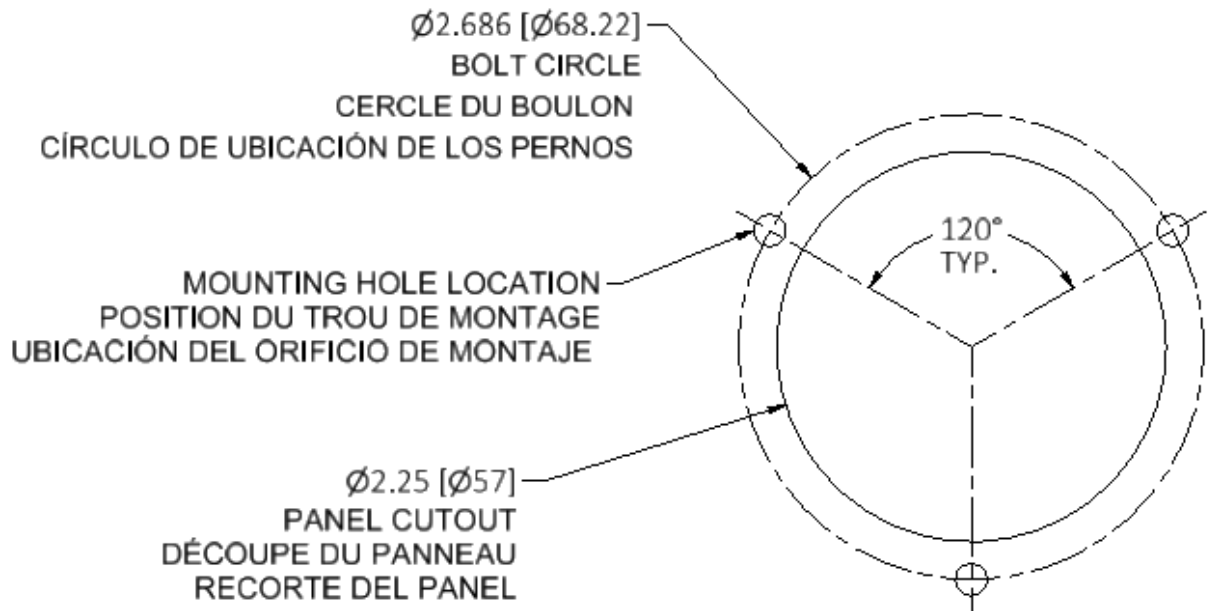 Ø2.686 [Ø68.22]
BOLT CIRCLE
CERCLE DU BOULON
CÍRCULO DE UBICACIÓN DE LOS PERNOS
120°
TYP.
MOUNTING HOLE LOCATION
POSITION DU TROU DE MONTAGE
UBICACIÓN DEL ORIFICIO DE MONTAJE
Ø2.25 [Ø57]
PANEL CUTOUT
DÉCOUPE DU PANNEAU
RECORTE DEL PANEL